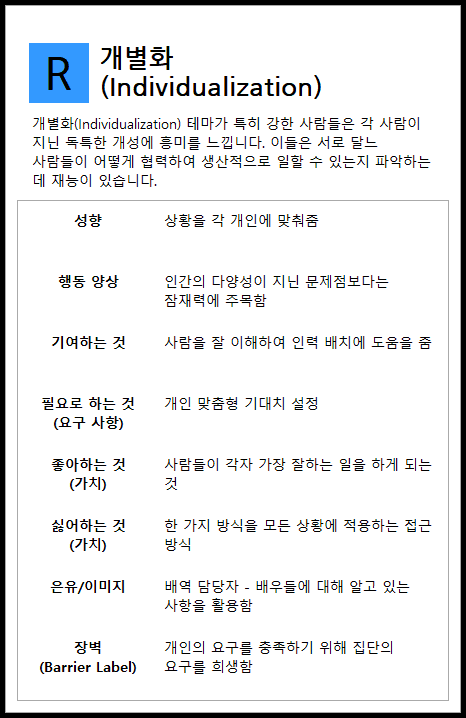 R
개별화
(Individualization)
개별화(Individualization) 테마가 특히 강한 사람들은 각 사람이
지닌 독특한 개성에 흥미를 느낍니다. 이들은 서로 달느
사람들이 어떻게 협력하여 생산적으로 일할 수 있는지 파악하는
데 재능이 있습니다.
성향
상황을 각 개인에 맞춰줌
행동 양상
인간의 다양성이 지닌 문제점보다는
잠재력에 주목함
기여하는 것
사람을 잘 이해하여 인력 배치에 도움을 줌
필요로 하는 것
(요구 사항)
개인 맞춤형 기대치 설정
좋아하는 것
(가치)
사람들이 각자 가장 잘하는 일을 하게 되는
것
싫어하는 것
(가치)
한 가지 방식을 모든 상황에 적용하는 접근
방식
은유/이미지
배역 담당자 - 배우들에 대해 알고 있는
사항을 활용함
장벽
(Barrier Label)
개인의 요구를 충족하기 위해 집단의
요구를 희생함